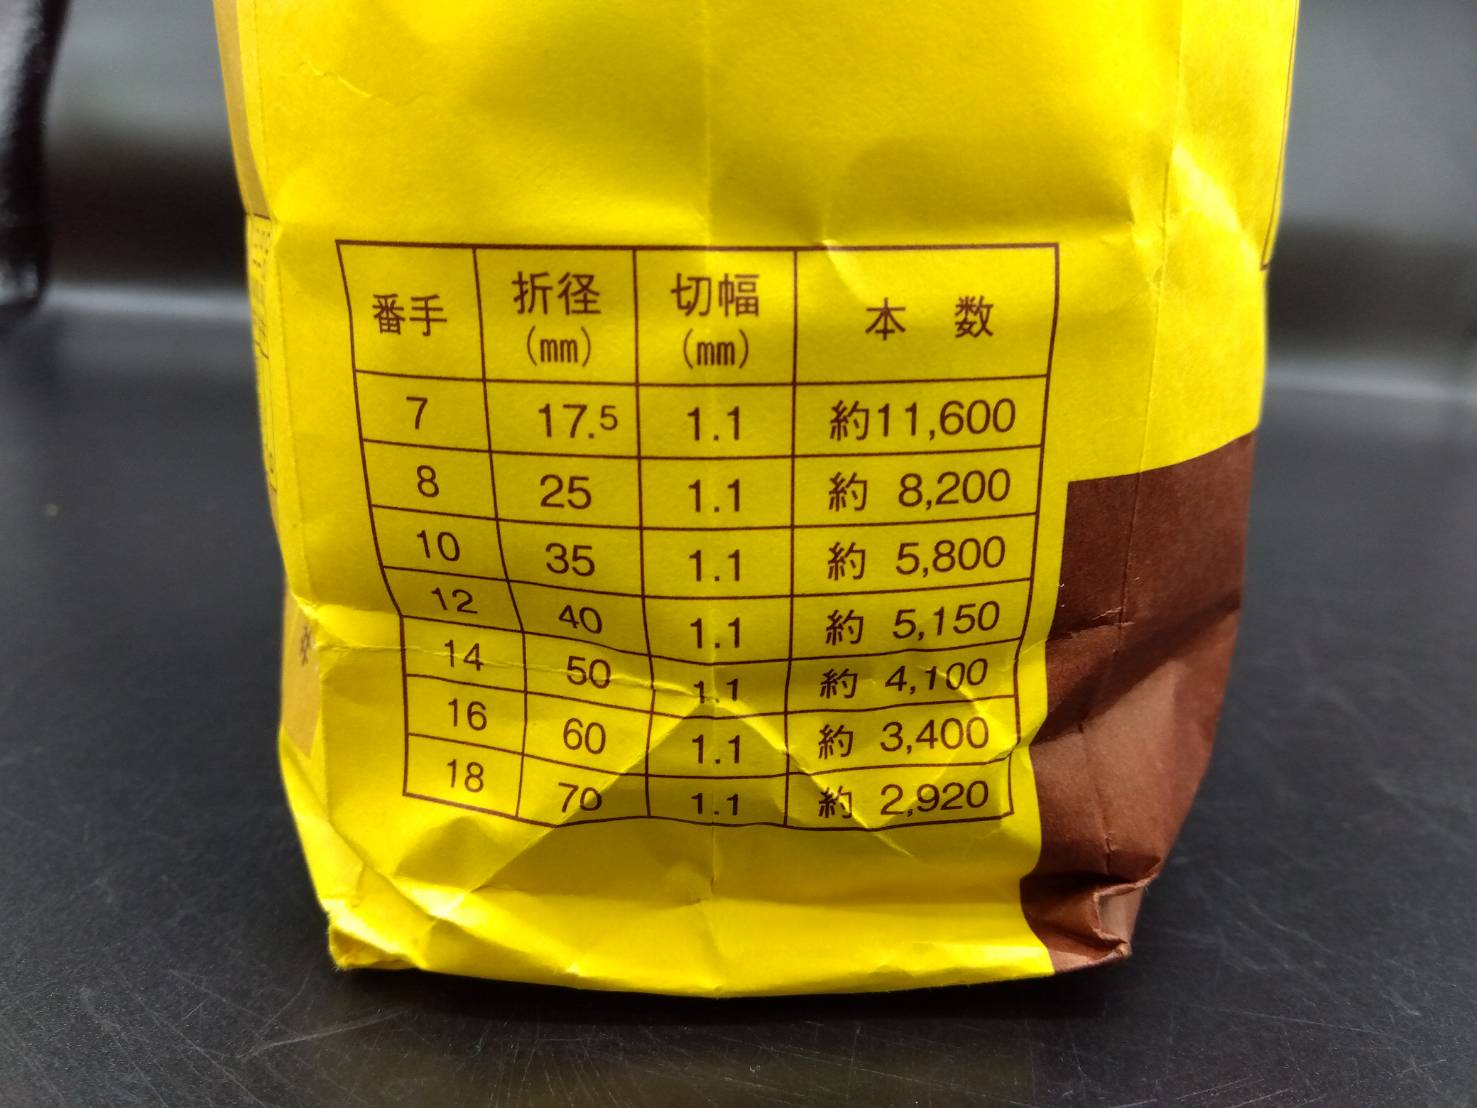 番手 折径(mm) 切幅(mm) 本 数
7 17.5 1.1 約11,600
8 25 1.1 約 8,200
10 35 1.1 約 5,800
12 40 1.1 約 5,150
14 50 1.1 約 4,100
16 60 1.1 約 3,400
18 70 1.1 約 2,920